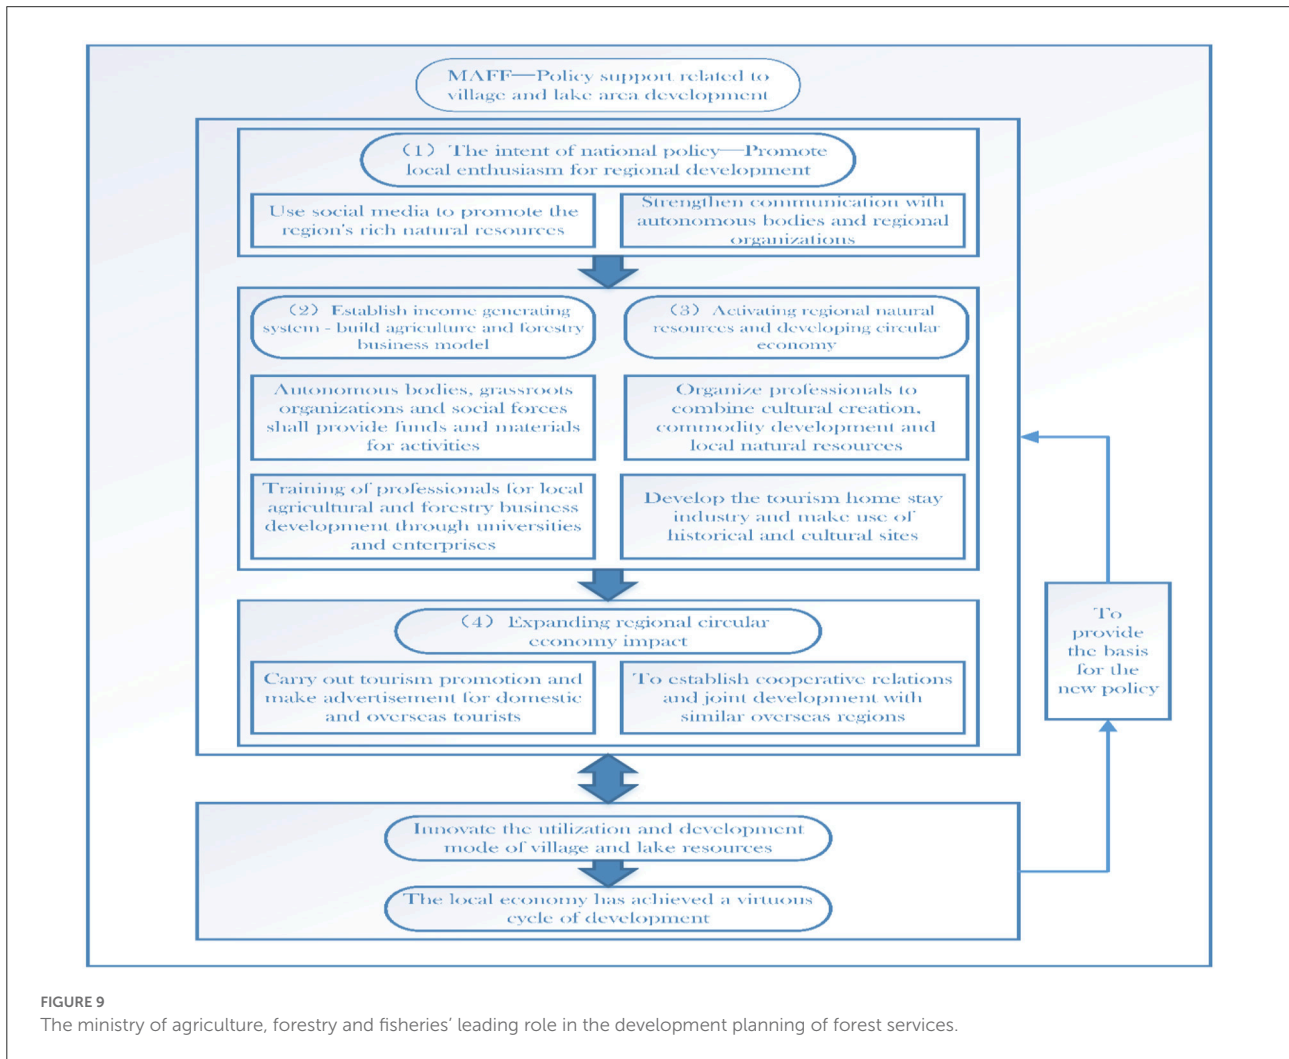 MAFF—Policy support related to
village and lake area development
（1） The intent of national policy—Promote
local enthusiasm for regional development
Use social media to promote the
region's rich natural resources
Strengthen communication with
autonomous bodies and regional
organizations
（2） Establish income generating
system - build agriculture and forestry
business model
（3） Activating regional natural
resources and developing circular
economy
Autonomous bodies, grassroots
organizations and social forces
shall provide funds and materials
for activities
Organize professionals to
combine cultural creation,
commodity development and
local natural resources
Training of professionals for local
agricultural and forestry business
development through universities
and enterprises
Develop the tourism home stay
industry and make use of
historical and cultural sites
（4） Expanding regional circular
economy impact
Carry out tourism promotion and
make advertisement for domestic
and overseas tourists
To establish cooperative relations
and joint development with
similar overseas regions
To
provide
the basis
for the
new policy
Innovate the utilization and development
mode of village and lake resources
The local economy has achieved a virtuous
cycle of development
FIGURE 9
The ministry of agriculture, forestry and fisheries' leading role in the development planning of forest services.